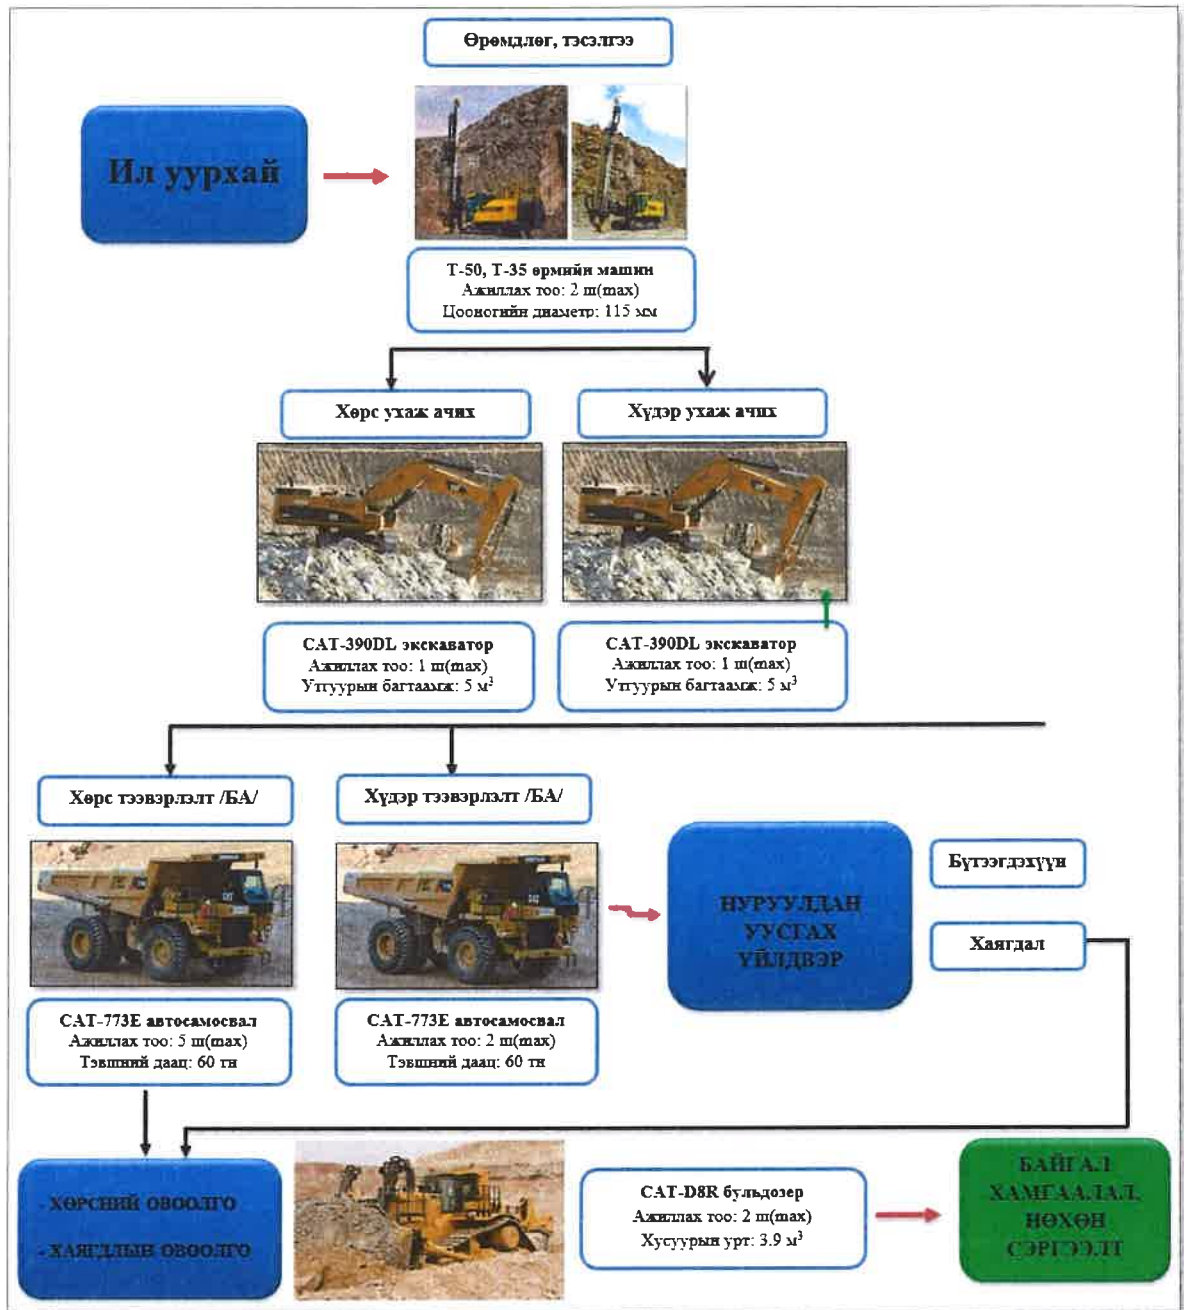 Өрөмдлөг, тэсэлгээ
Ил уурхай
Т-50, Т-35 өрмийн машин
Ажиллах тоо: 2 ш(max)
Цооногийн диаметр: 115 мм
Хөрс ухаж ачих
Хүдэр ухаж ачих
CAT-390DL экскаватор
Ажиллах тоо: 1 ш(max)
Утгуурын багтаамж: 5 м³
CAT-390DL экскаватор
Ажиллах тоо: 1 ш(max)
Утгуурын багтаамж: 5 м³
Хөрс тээвэрлэлт /БА/
Хүдэр тээвэрлэлт /БА/
НУРУУЛДАН
УУСГАХ
ҮЙЛДВЭР
Бүтээгдэхүүн
Хаягдал
CAT-773E автосамосвал
Ажиллах тоо: 5 ш(max)
Тэвшний даац: 60 тн
CAT-773E автосамосвал
Ажиллах тоо: 2 ш(max)
Тэвшний даац: 60 тн
- ХӨРСНИЙ ОВООЛГО
- ХАЯГДЛЫН ОВООЛГО
CAT-D8R бульдозер
Ажиллах тоо: 2 ш(max)
Хусуурын урт: 3.9 м³
БАЙГАЛ
ХАМГААЛАЛ,
НӨХӨН
СЭРГЭЭЛТ